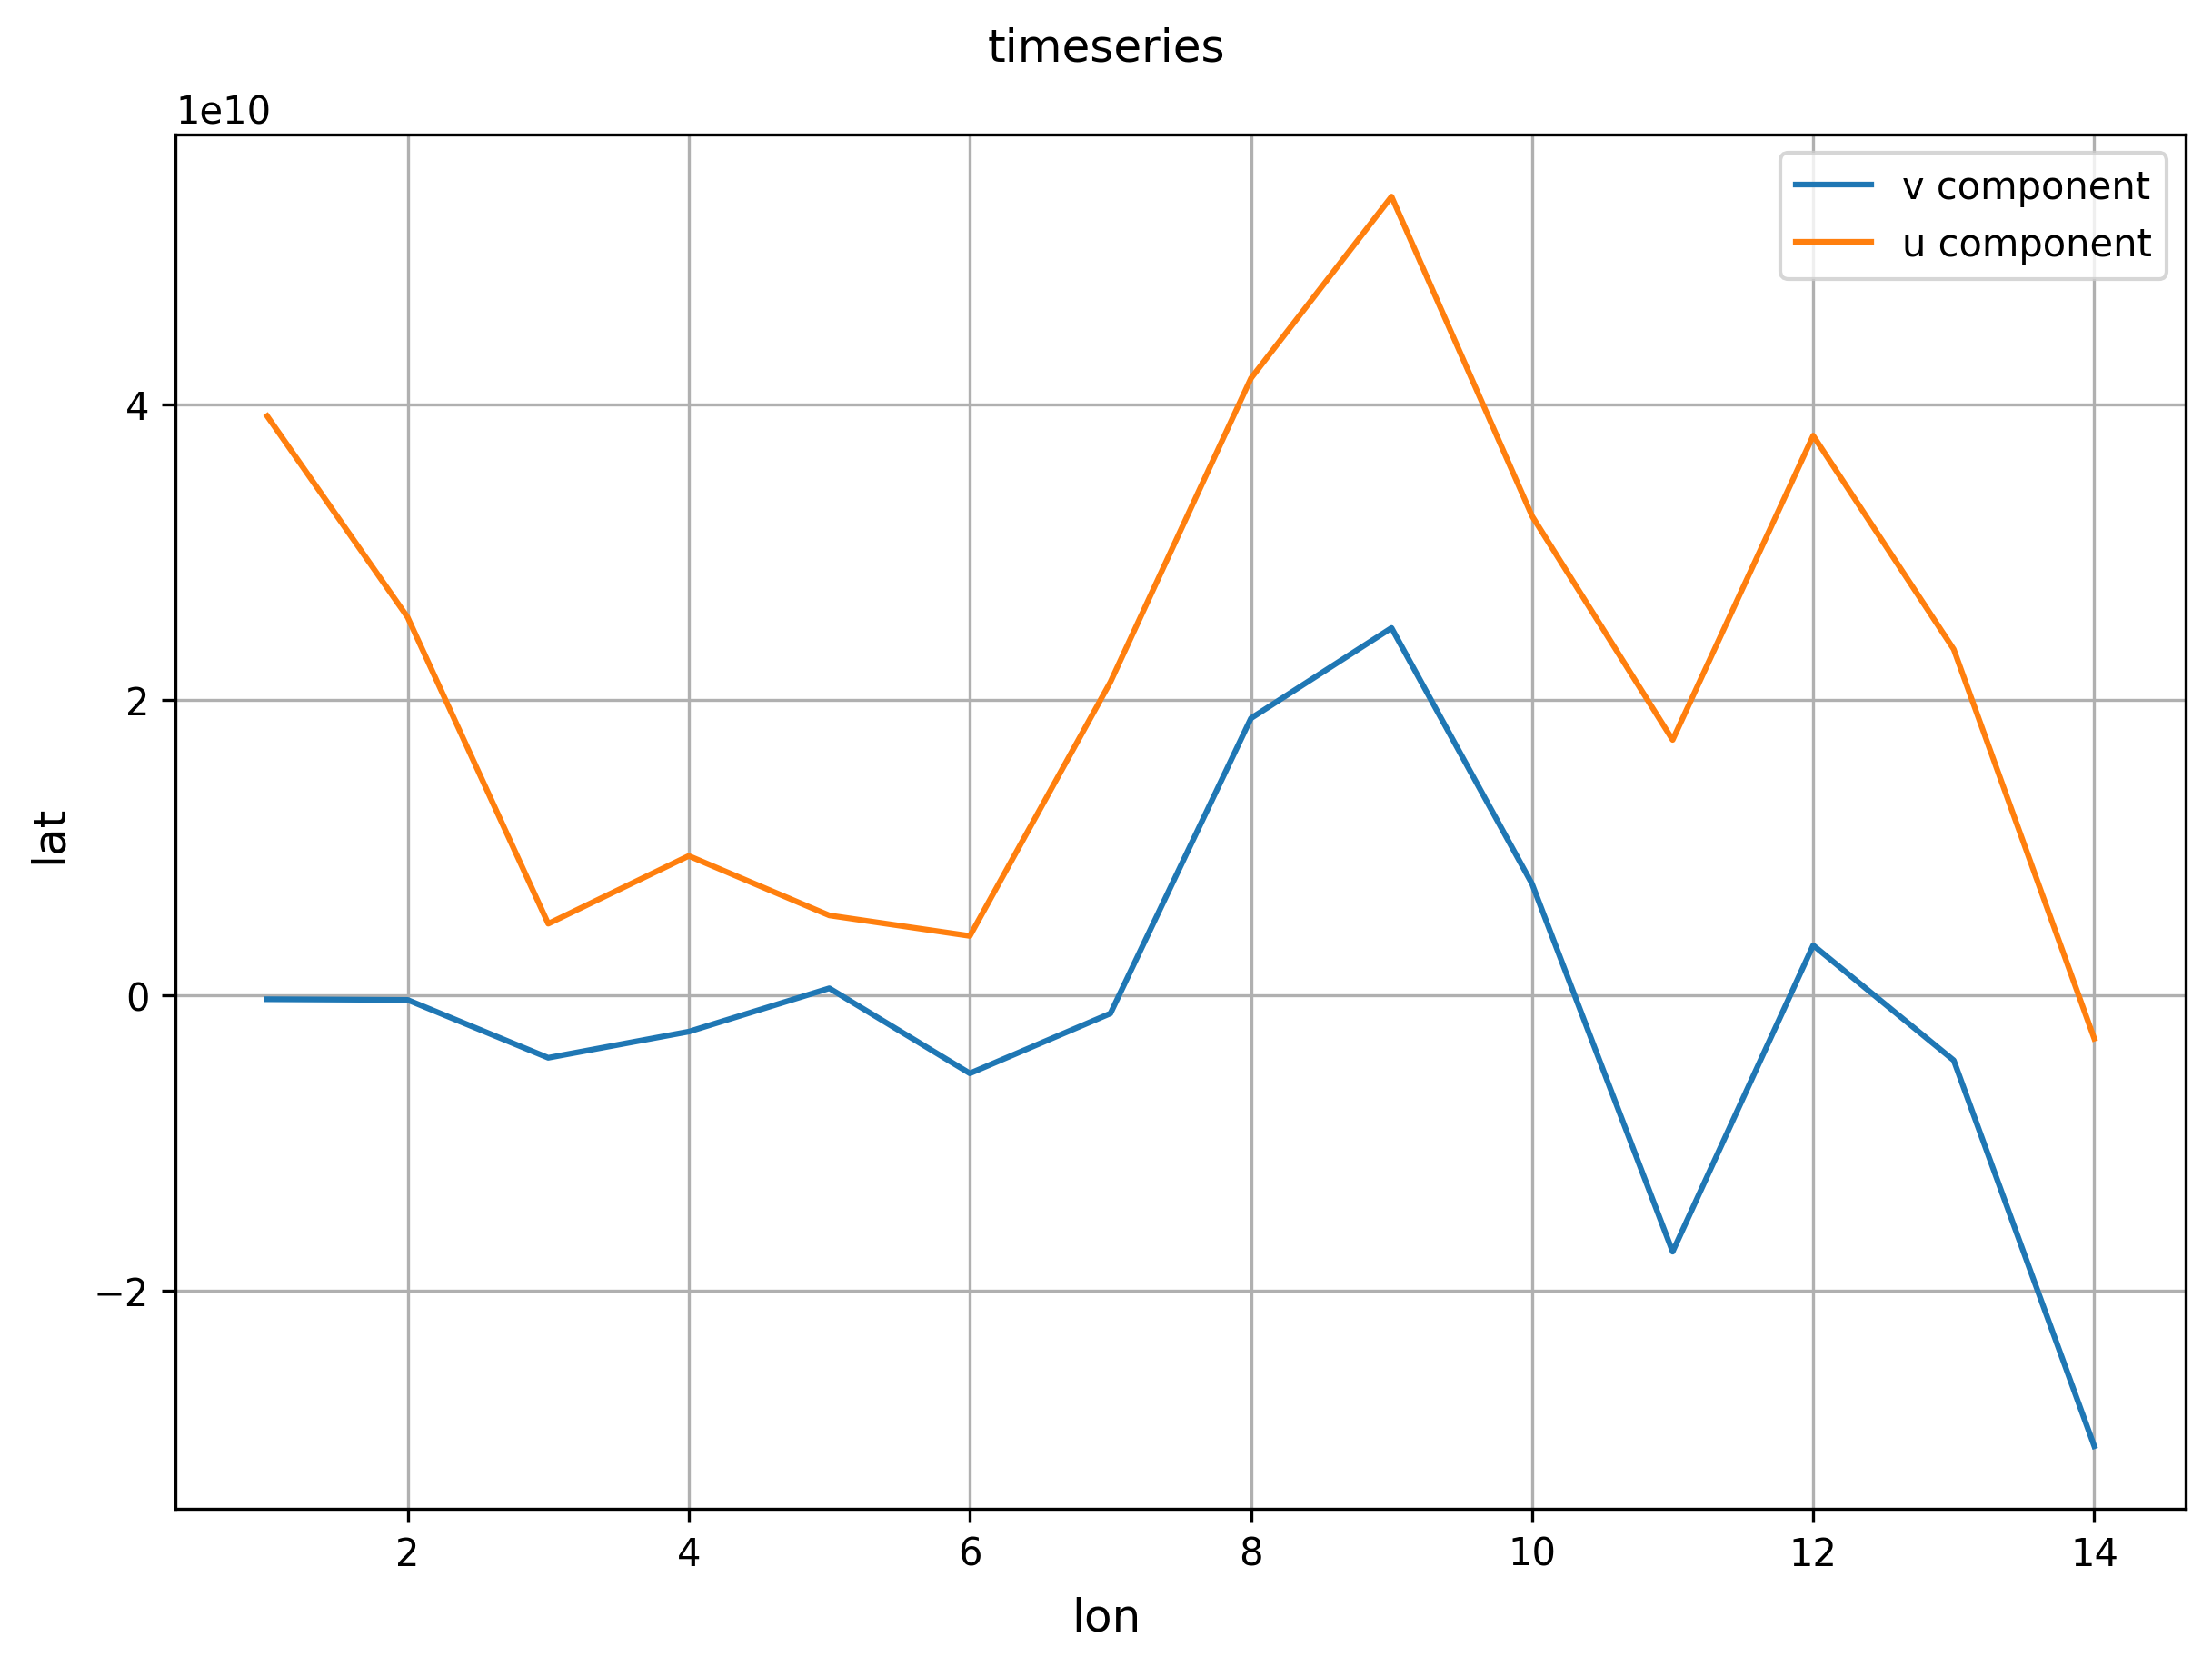 timeseries
1e10
v component
u component
4
2
0
−2
lat
2 4 6 8 10 12 14
lon